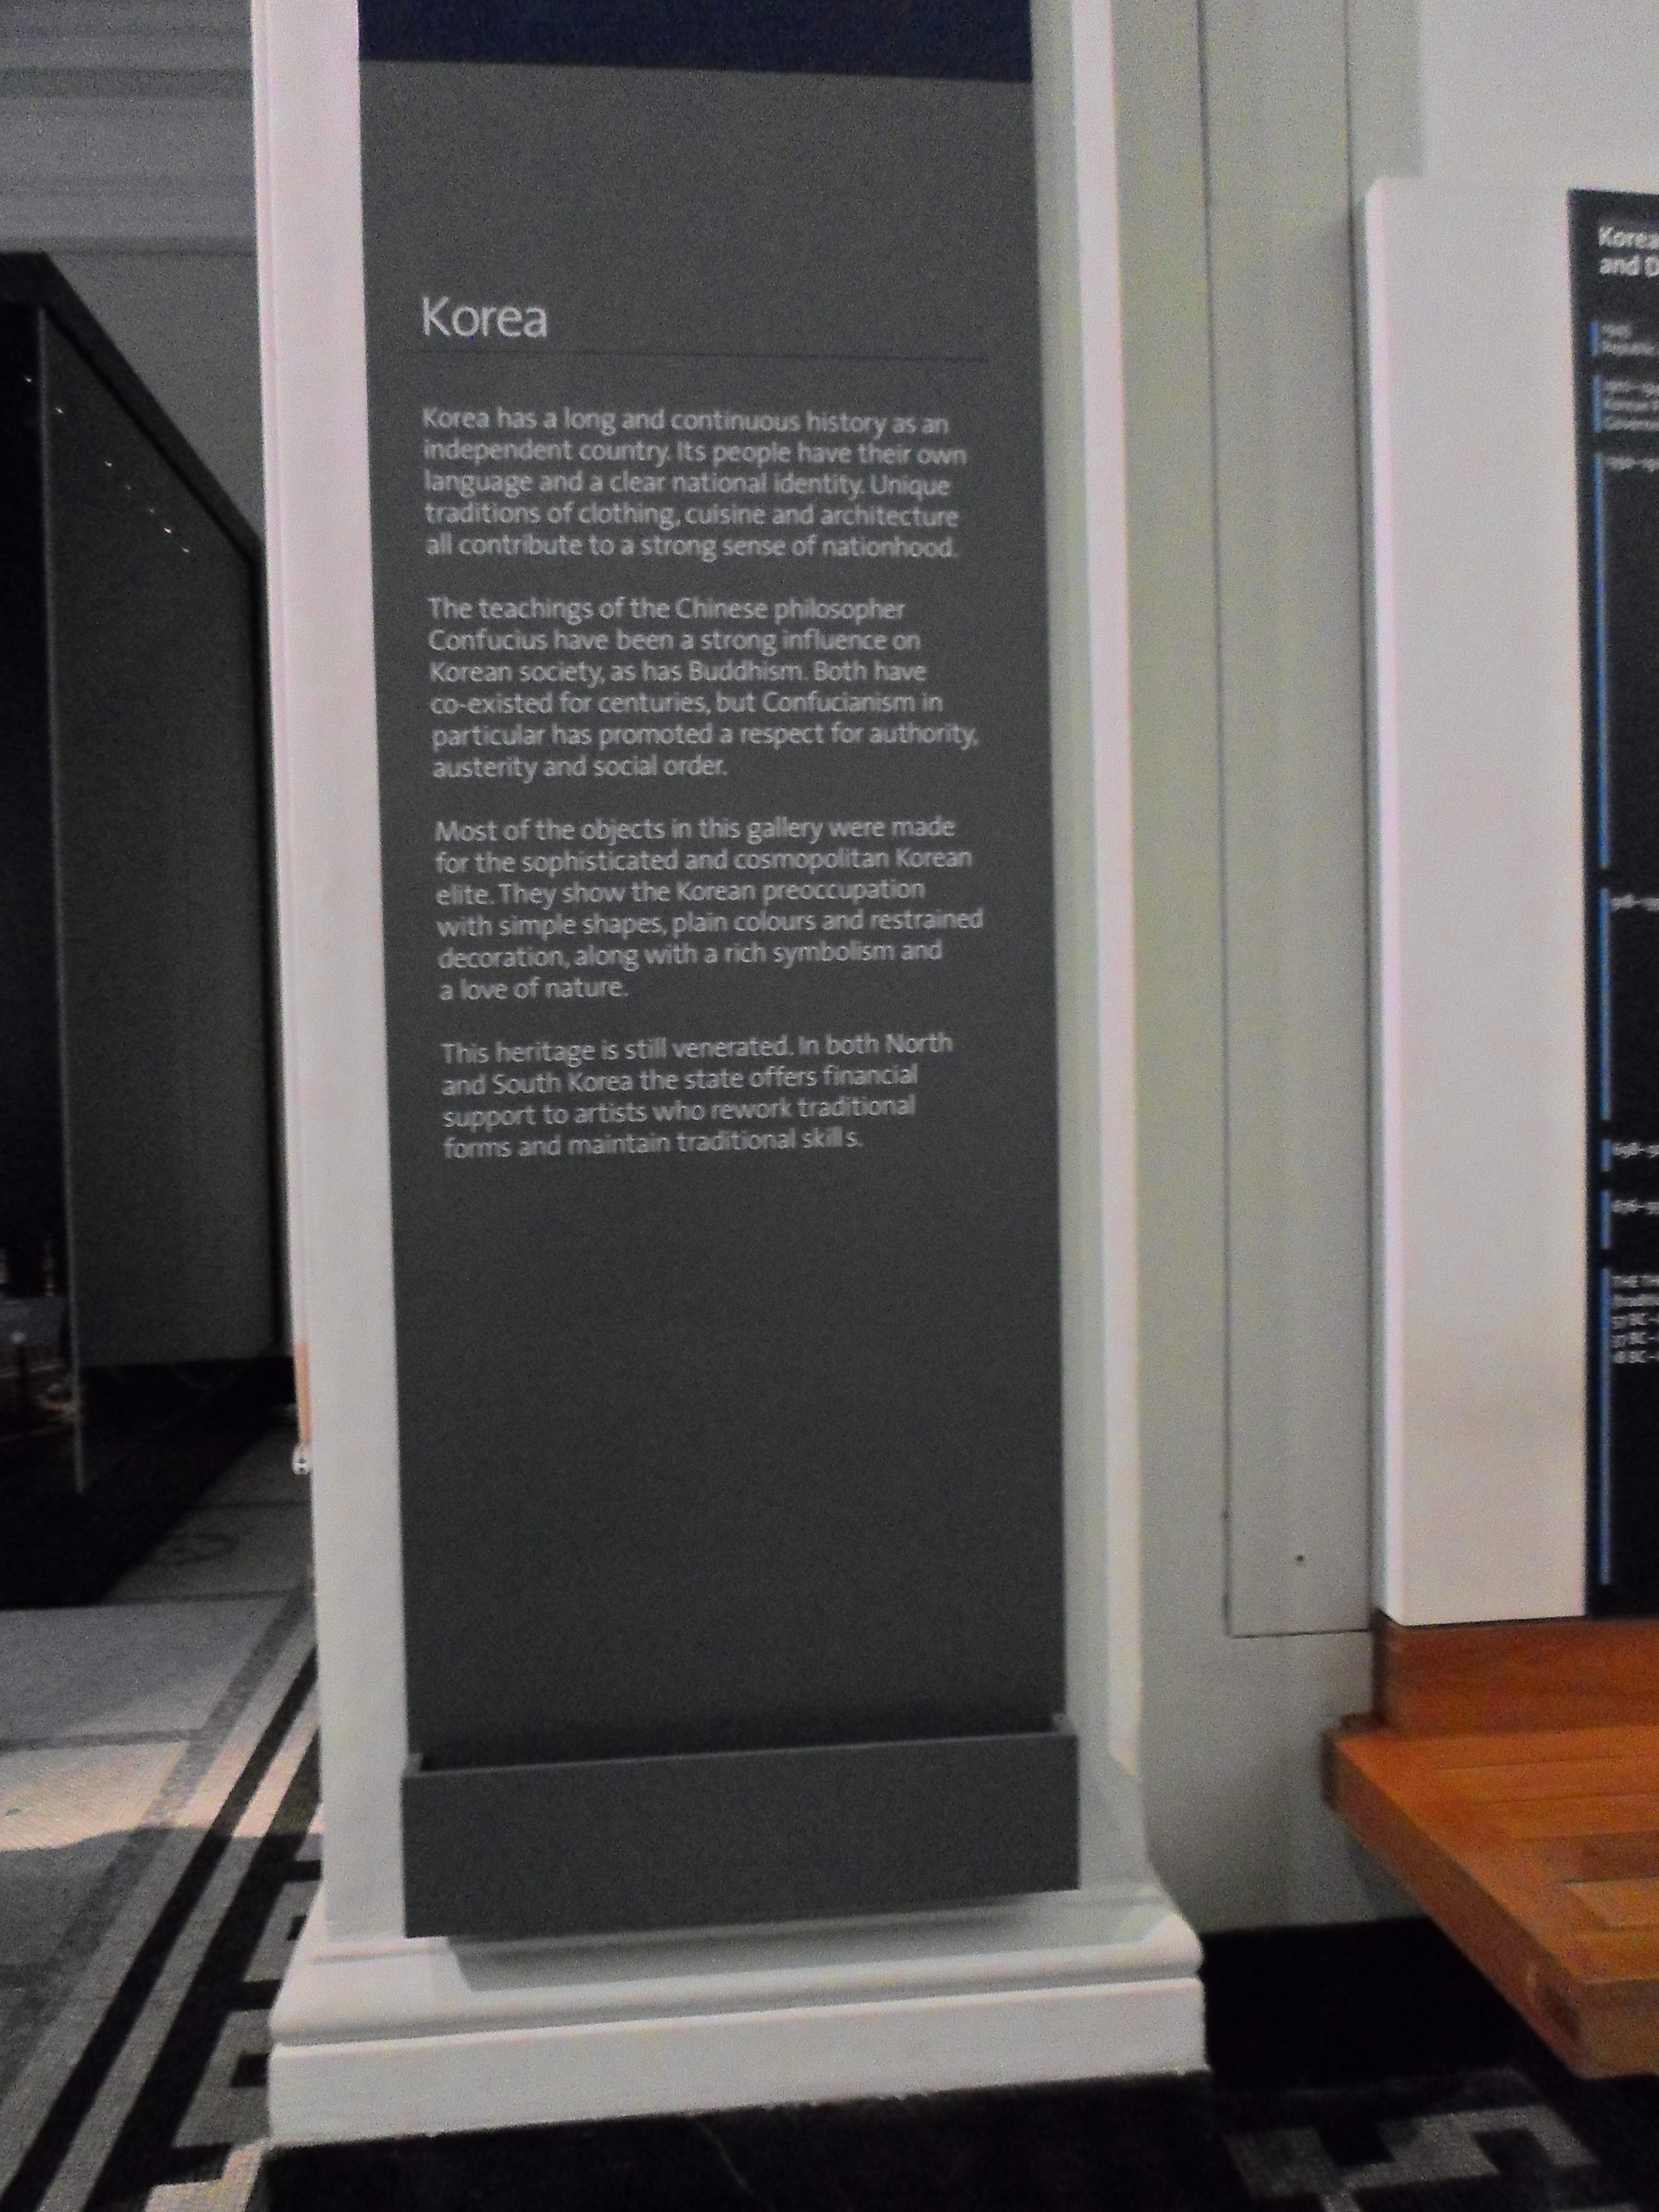 Korea
Korea has a long and continuous history as an
independent country. Its people have their own
language and a clear national identity. Unique
traditions of clothing, cuisine and architecture
all contribute to a strong sense of nationhood.
The teachings of the Chinese philosopher
Confucius have been a strong influence on
Korean society, as has Buddhism. Both have
co-existed for centuries, but Confucianism in
particular has promoted a respect for authority,
austerity and social order.
Most of the objects in this gallery were made
for the sophisticated and cosmopolitan Korean
elite. They show the Korean preoccupation
with simple shapes, plain colours and restrained
decoration, along with a rich symbolism and
a love of nature.
This heritage is still venerated. In both North
and South Korea the state offers financial
support to artists who rework traditional
forms and maintain traditional skills.
Korea
and D